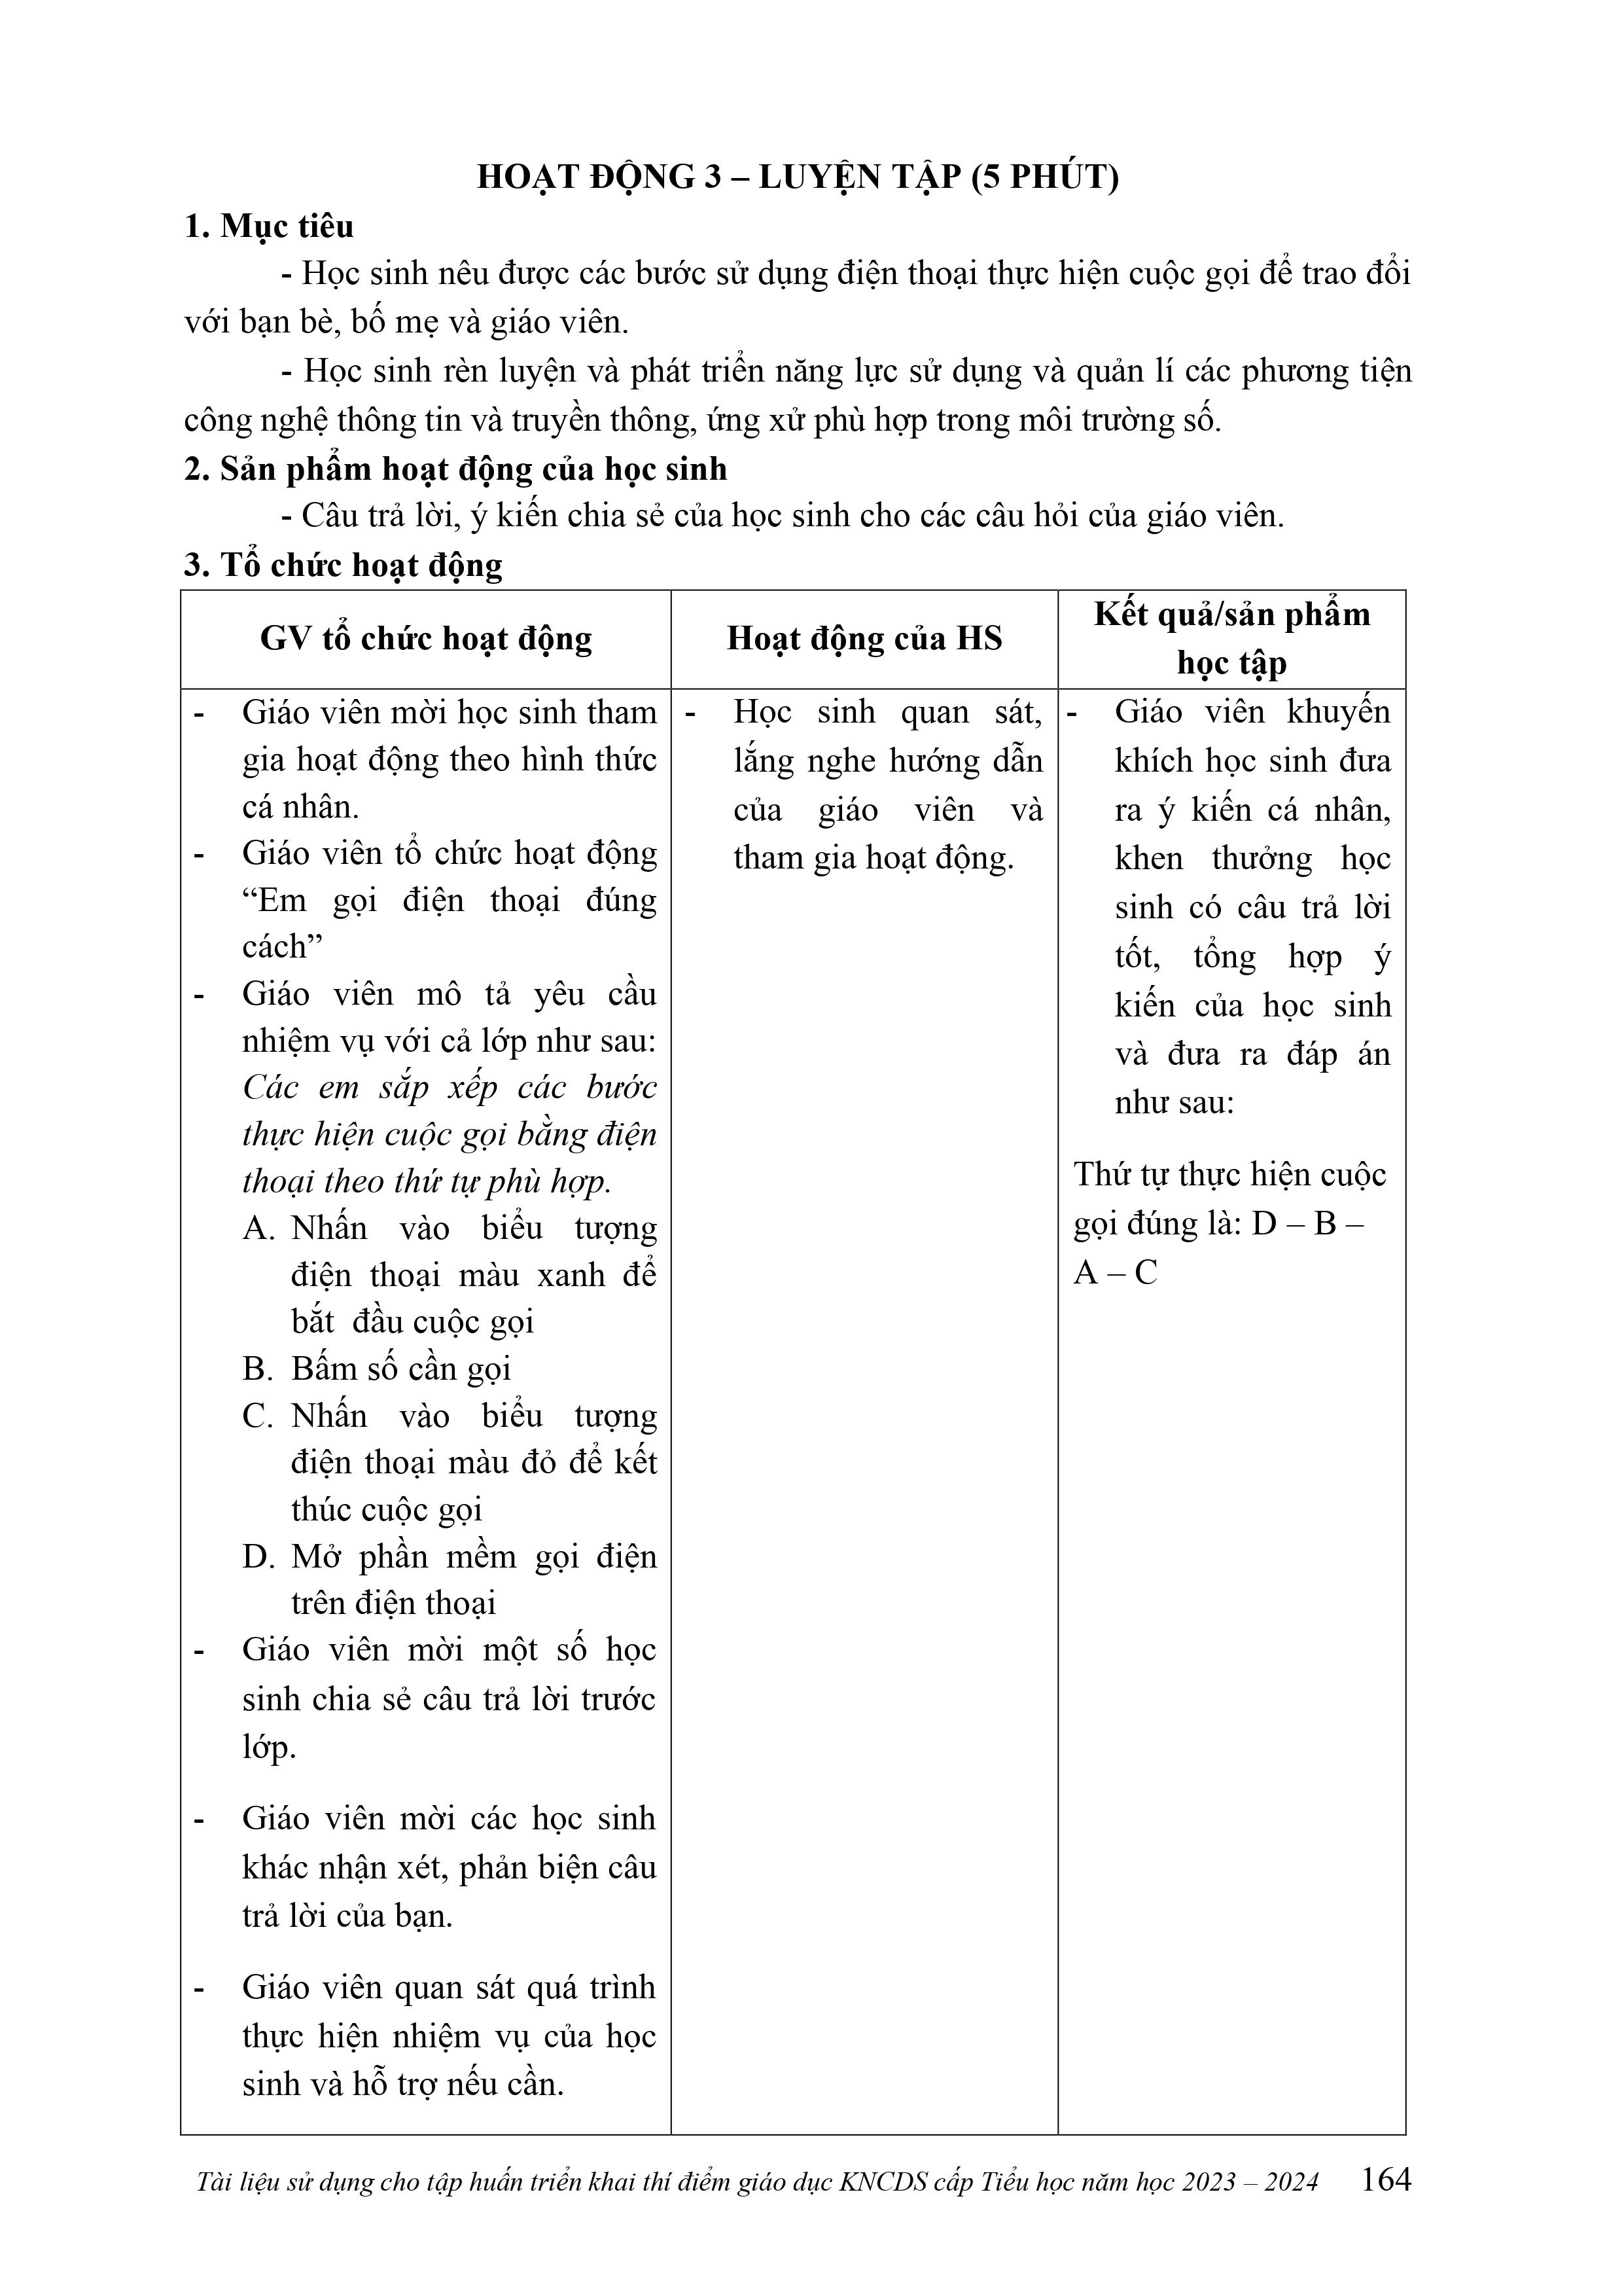 HOẠT ĐỘNG 3 – LUYỆN TẬP (5 PHÚT)
1. Mục tiêu
- Học sinh nêu được các bước sử dụng điện thoại thực hiện cuộc gọi để trao đổi
với bạn bè, bố mẹ và giáo viên.
- Học sinh rèn luyện và phát triển năng lực sử dụng và quản lí các phương tiện
công nghệ thông tin và truyền thông, ứng xử phù hợp trong môi trường số.
2. Sản phẩm hoạt động của học sinh
- Câu trả lời, ý kiến chia sẻ của học sinh cho các câu hỏi của giáo viên.
3. Tổ chức hoạt động
GV tổ chức hoạt động
Hoạt động của HS
Kết quả/sản phẩm
học tập
- Giáo viên mời học sinh tham
gia hoạt động theo hình thức
cá nhân.
- Giáo viên tổ chức hoạt động
“Em gọi điện thoại đúng
cách”
- Giáo viên mô tả yêu cầu
nhiệm vụ với cả lớp như sau:
Các em sắp xếp các bước
thực hiện cuộc gọi bằng điện
thoại theo thứ tự phù hợp.
A. Nhấn vào biểu tượng
điện thoại màu xanh để
bắt đầu cuộc gọi
B. Bấm số cần gọi
C. Nhấn vào biểu tượng
điện thoại màu đỏ để kết
thúc cuộc gọi
D. Mở phần mềm gọi điện
trên điện thoại
- Giáo viên mời một số học
sinh chia sẻ câu trả lời trước
lớp.
- Giáo viên mời các học sinh
khác nhận xét, phản biện câu
trả lời của bạn.
- Giáo viên quan sát quá trình
thực hiện nhiệm vụ của học
sinh và hỗ trợ nếu cần.
- Học sinh quan sát,
lắng nghe hướng dẫn
của giáo viên và
tham gia hoạt động.
- Giáo viên khuyến
khích học sinh đưa
ra ý kiến cá nhân,
khen thưởng học
sinh có câu trả lời
tốt, tổng hợp ý
kiến của học sinh
và đưa ra đáp án
như sau:
Thứ tự thực hiện cuộc
gọi đúng là: D – B –
A – C
Tài liệu sử dụng cho tập huấn triển khai thí điểm giáo dục KNCDS cấp Tiểu học năm học 2023 – 2024 164